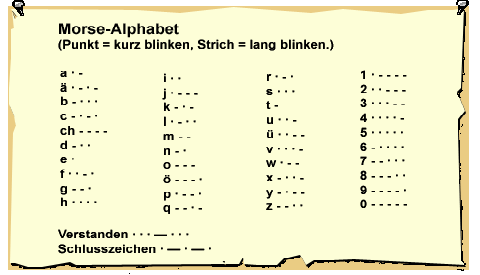 Morse-Alphabet
(Punkt = kurz blinken, Strich = lang blinken.)
a · -
ä · - · -
b - · · ·
c - · - ·
ch - - - -
d - · ·
e ·
f · · - ·
g - - ·
h · · · ·
i · ·
j · - - -
k - · -
l · - · ·
m - -
n - ·
o - - -
ö - - - ·
p · - - ·
q - - · -
r · - ·
s · · ·
t -
u · · -
ü · · - -
v · · · -
w · - -
x - · · -
y - · - -
z - - · ·
1 · - - - -
2 · · - - -
3 · · · - -
4 · · · · -
5 · · · · ·
6 - · · · ·
7 - - · · ·
8 - - - · ·
9 - - - - ·
0 - - - - -
Verstanden · · · — · · ·
Schlusszeichen · — · — ·